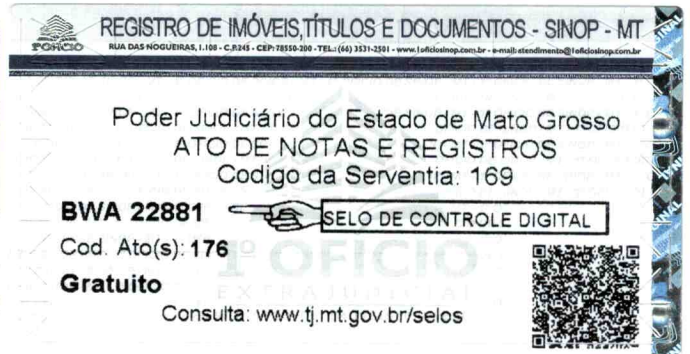 REGISTRO DE IMÓVEIS,TÍTULOS E DOCUMENTOS - SINOP - MT
1º OFÍCIO
RUA DAS NOGUEIRAS, 1.108 - C.P.245 - CEP: 78550-200 - TEL.: (66) 3531-2501 - www.1oficiosinop.com.br - e-mail: atendimento@1oficiosinop.com.br
Poder Judiciário do Estado de Mato Grosso
ATO DE NOTAS E REGISTROS
Codigo da Serventia: 169
BWA 22881
SELO DE CONTROLE DIGITAL
Cod. Ato(s): 176
1º OFÍCIO
Gratuito
EXTRAJUDICIAL
Consulta: www.tj.mt.gov.br/selos